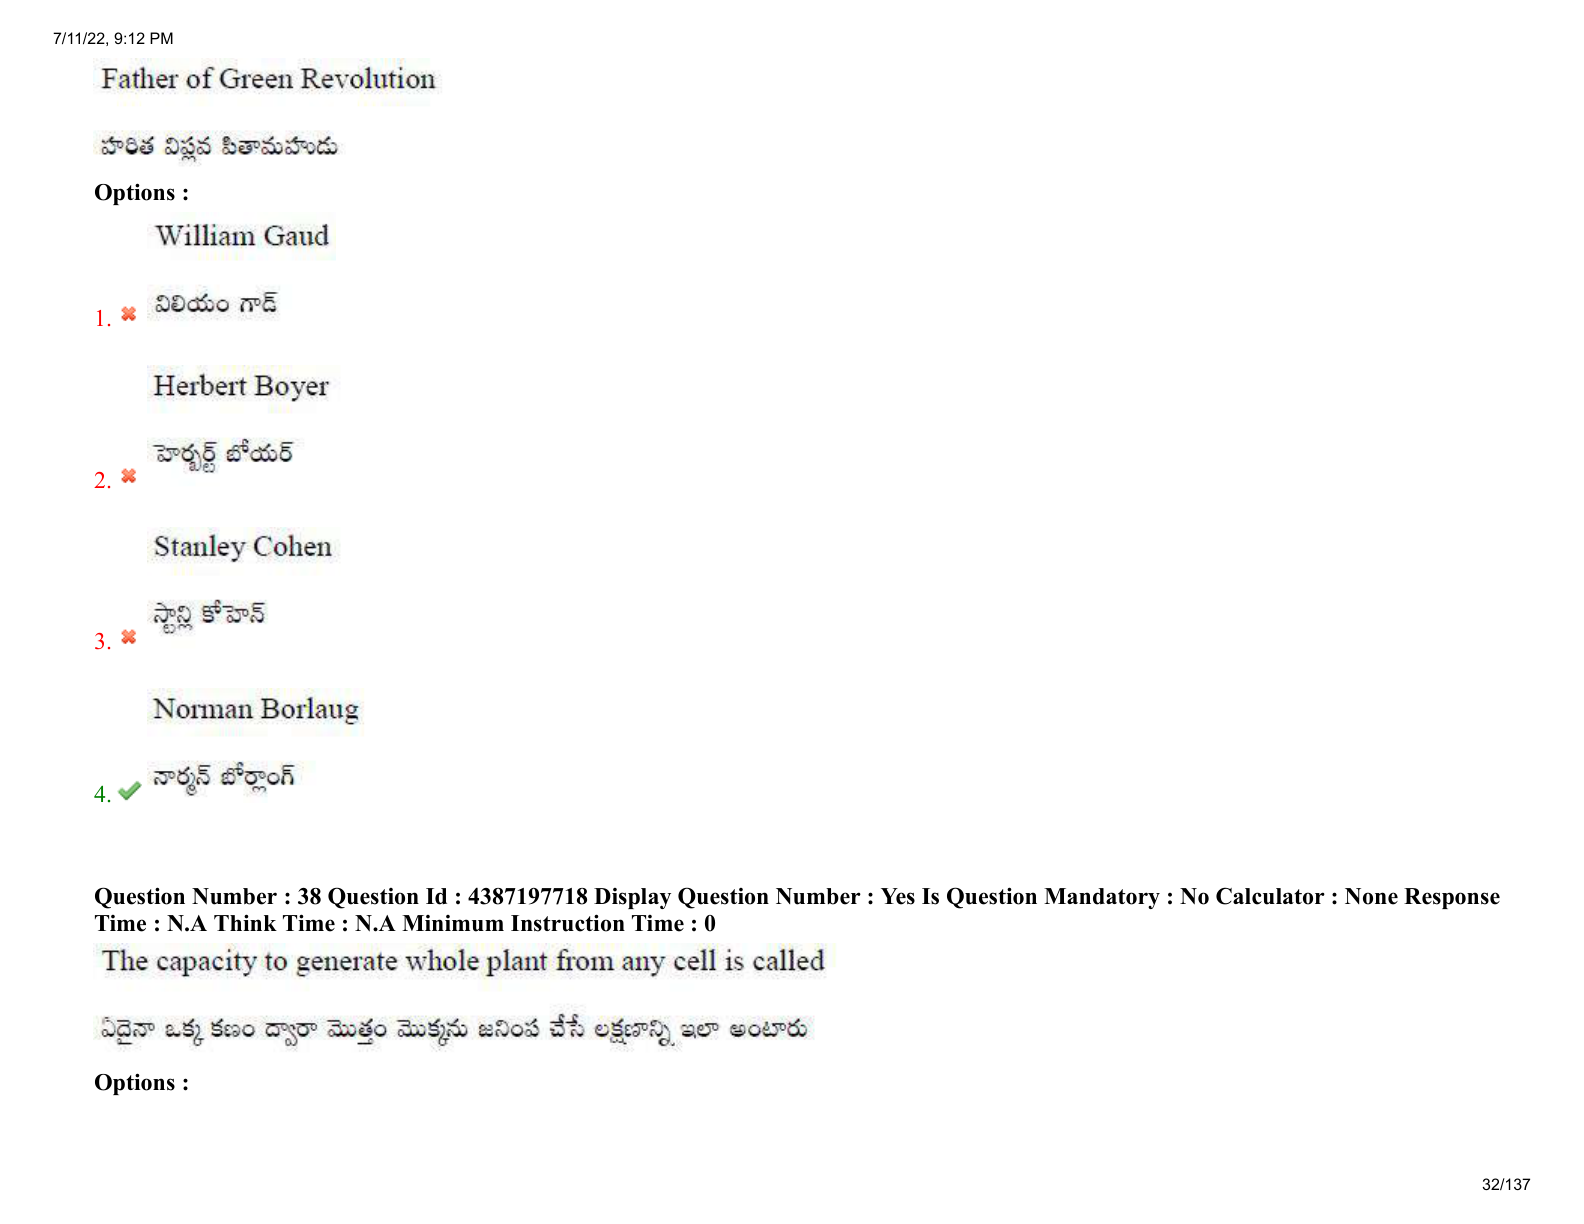 7/11/22, 9:12 PM
Father of Green Revolution
హరిత విప్లవ పితామహుడు
Options :
William Gaud
1. విలియం గాడ్
Herbert Boyer
హెర్బర్ట్ బోయర్
2.
Stanley Cohen
స్టాన్లి కోహెన్
3.
Norman Borlaug
నార్మన్ బోర్లాంగ్
4.
Question Number : 38 Question Id : 4387197718 Display Question Number : Yes Is Question Mandatory : No Calculator : None Response
Time : N.A Think Time : N.A Minimum Instruction Time : 0
The capacity to generate whole plant from any cell is called
ఏదైనా ఒక్క కణం ద్వారా మొత్తం మొక్కను జనింప చేసే లక్షణాన్ని ఇలా అంటారు
Options :
32/137